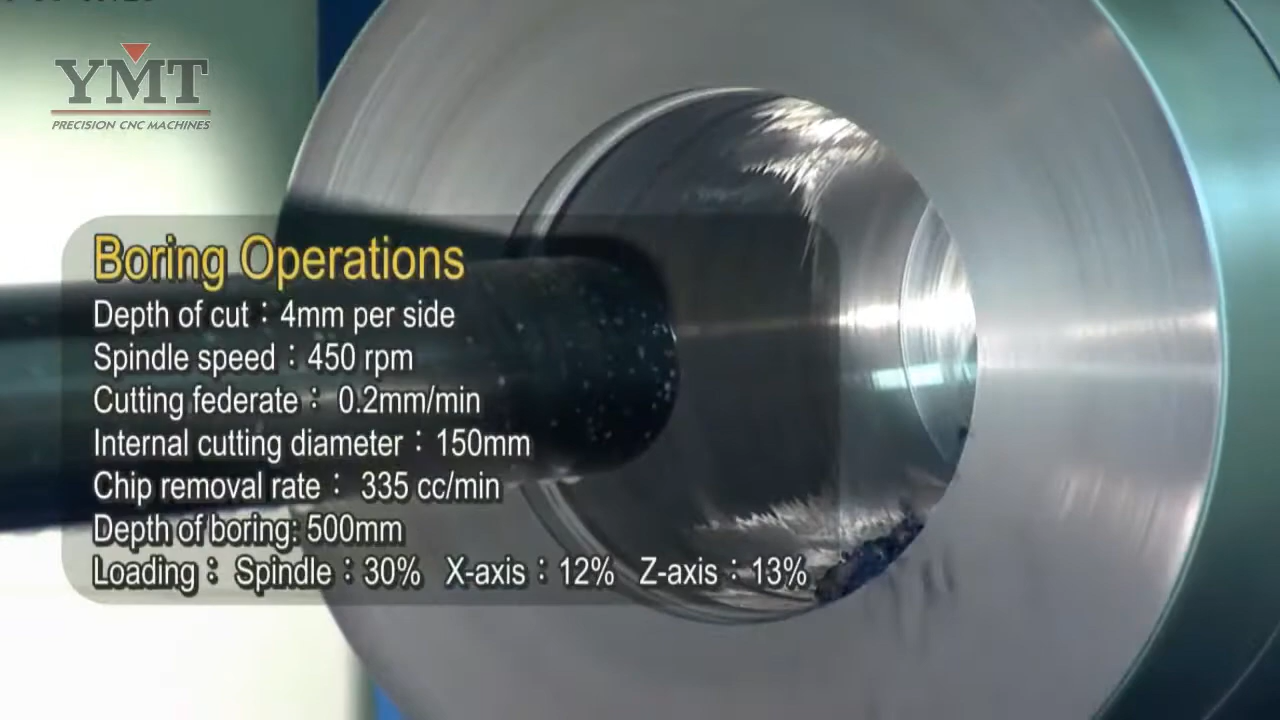 YMT
PRECISION CNC MACHINES
Boring Operations
Depth of cut：4mm per side
Spindle speed：450 rpm
Cutting federate： 0.2mm/min
Internal cutting diameter：150mm
Chip removal rate： 335 cc/min
Depth of boring: 500mm
Loading： Spindle：30% X-axis：12% Z-axis：13%